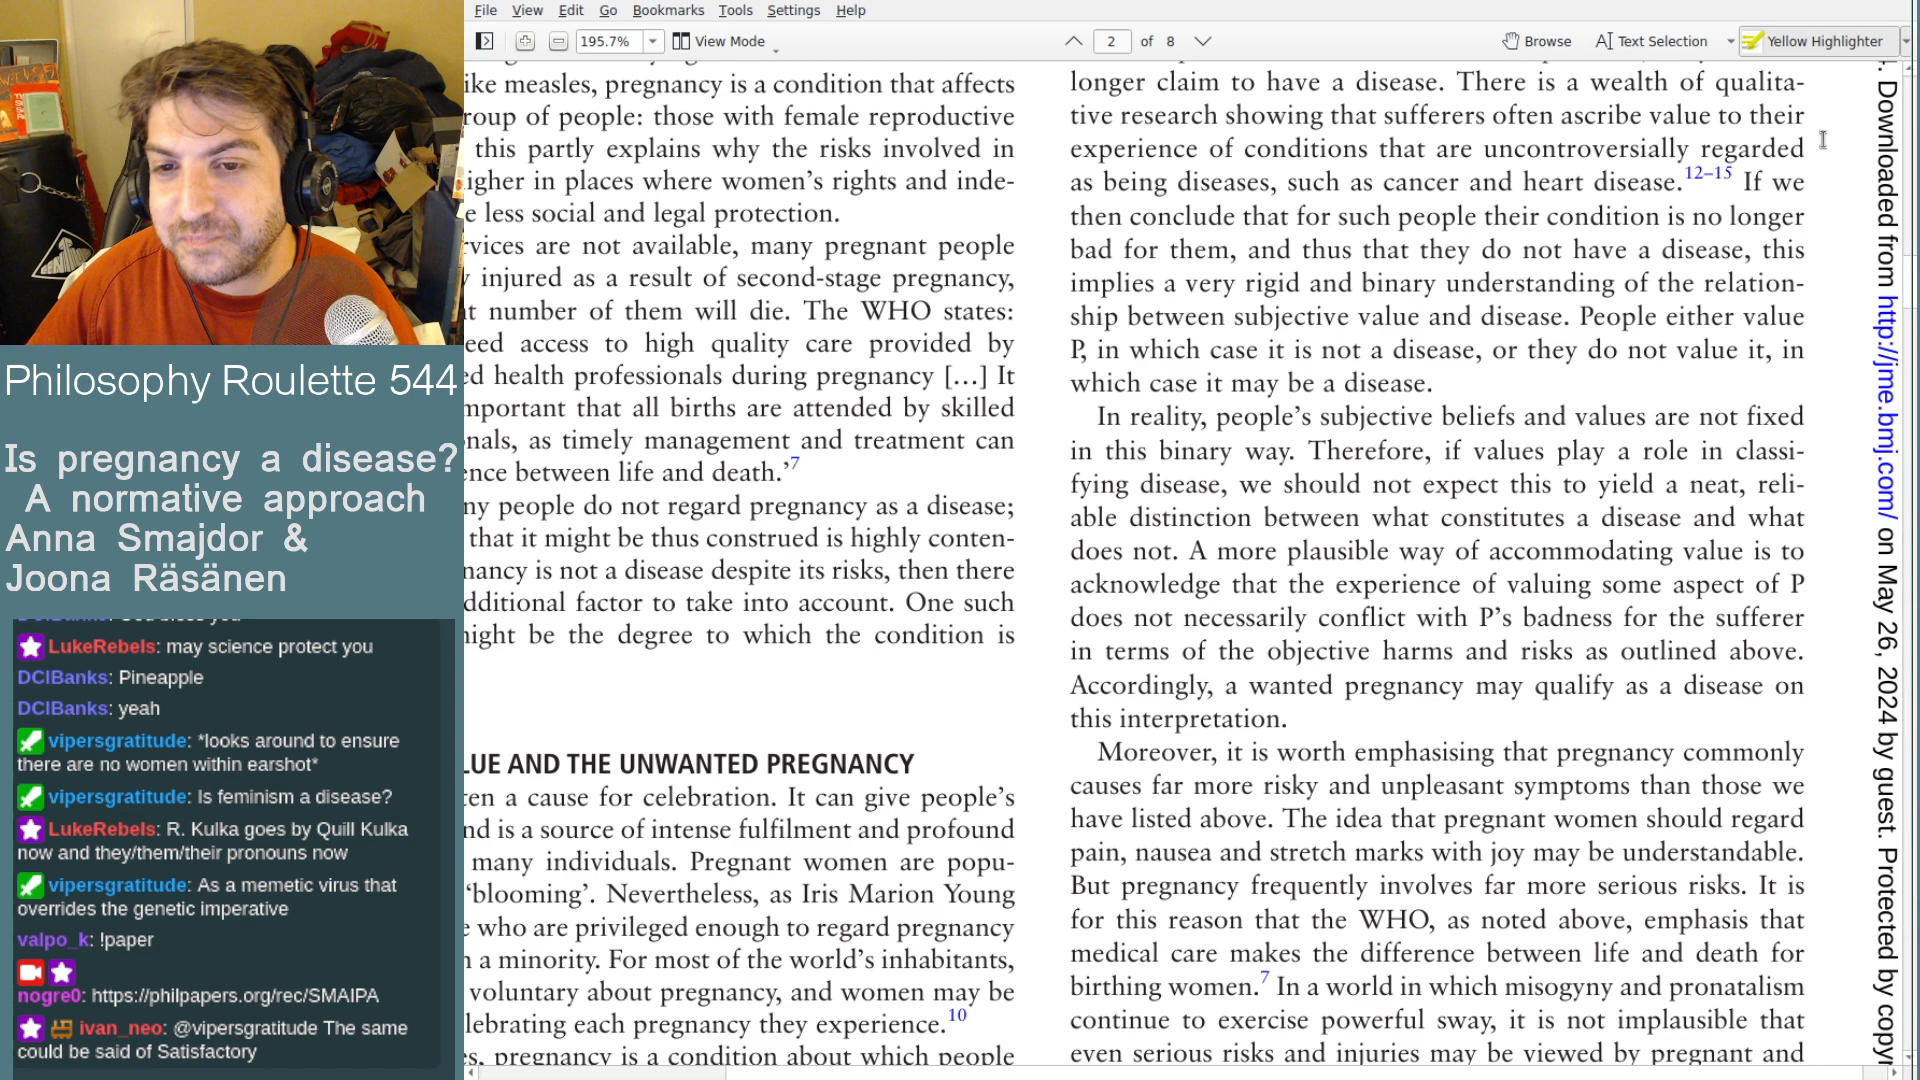 File View Edit Go Bookmarks Tools Settings Help
195.7% View Mode 2 of 8 Browse Text Selection Yellow Highlighter
ike measles, pregnancy is a condition that affects
roup of people: those with female reproductive
this partly explains why the risks involved in
igher in places where women's rights and inde-
e less social and legal protection.
rvices are not available, many pregnant people
injured as a result of second-stage pregnancy,
t number of them will die. The WHO states:
eed access to high quality care provided by
ed health professionals during pregnancy […] It
mportant that all births are attended by skilled
nals, as timely management and treatment can
ence between life and death.'7
ny people do not regard pregnancy as a disease;
that it might be thus construed is highly conten-
nancy is not a disease despite its risks, then there
dditional factor to take into account. One such
ight be the degree to which the condition is
LUE AND THE UNWANTED PREGNANCY
en a cause for celebration. It can give people's
nd is a source of intense fulfilment and profound
many individuals. Pregnant women are popu-
'blooming'. Nevertheless, as Iris Marion Young
e who are privileged enough to regard pregnancy
a minority. For most of the world's inhabitants,
voluntary about pregnancy, and women may be
lebrating each pregnancy they experience.10
es, pregnancy is a condition about which people
longer claim to have a disease. There is a wealth of qualita-
tive research showing that sufferers often ascribe value to their
experience of conditions that are uncontroversially regarded
as being diseases, such as cancer and heart disease.12–15 If we
then conclude that for such people their condition is no longer
bad for them, and thus that they do not have a disease, this
implies a very rigid and binary understanding of the relation-
ship between subjective value and disease. People either value
P, in which case it is not a disease, or they do not value it, in
which case it may be a disease.
In reality, people's subjective beliefs and values are not fixed
in this binary way. Therefore, if values play a role in classi-
fying disease, we should not expect this to yield a neat, reli-
able distinction between what constitutes a disease and what
does not. A more plausible way of accommodating value is to
acknowledge that the experience of valuing some aspect of P
does not necessarily conflict with P's badness for the sufferer
in terms of the objective harms and risks as outlined above.
Accordingly, a wanted pregnancy may qualify as a disease on
this interpretation.
Moreover, it is worth emphasising that pregnancy commonly
causes far more risky and unpleasant symptoms than those we
have listed above. The idea that pregnant women should regard
pain, nausea and stretch marks with joy may be understandable.
But pregnancy frequently involves far more serious risks. It is
for this reason that the WHO, as noted above, emphasis that
medical care makes the difference between life and death for
birthing women.7 In a world in which misogyny and pronatalism
continue to exercise powerful sway, it is not implausible that
even serious risks and injuries may be viewed by pregnant and
. Downloaded from http://jme.bmj.com/ on May 26, 2024 by guest. Protected by copyr
Philosophy Roulette 544
Is pregnancy a disease?
A normative approach
Anna Smajdor &
Joona Räsänen
LukeRebels: may science protect you
DCIBanks: Pineapple
DCIBanks: yeah
vipersgratitude: *looks around to ensure
there are no women within earshot*
vipersgratitude: Is feminism a disease?
LukeRebels: R. Kulka goes by Quill Kulka
now and they/them/their pronouns now
vipersgratitude: As a memetic virus that
overrides the genetic imperative
valpo_k: !paper
nogre0: https://philpapers.org/rec/SMAIPA
ivan_neo: @vipersgratitude The same
could be said of Satisfactory